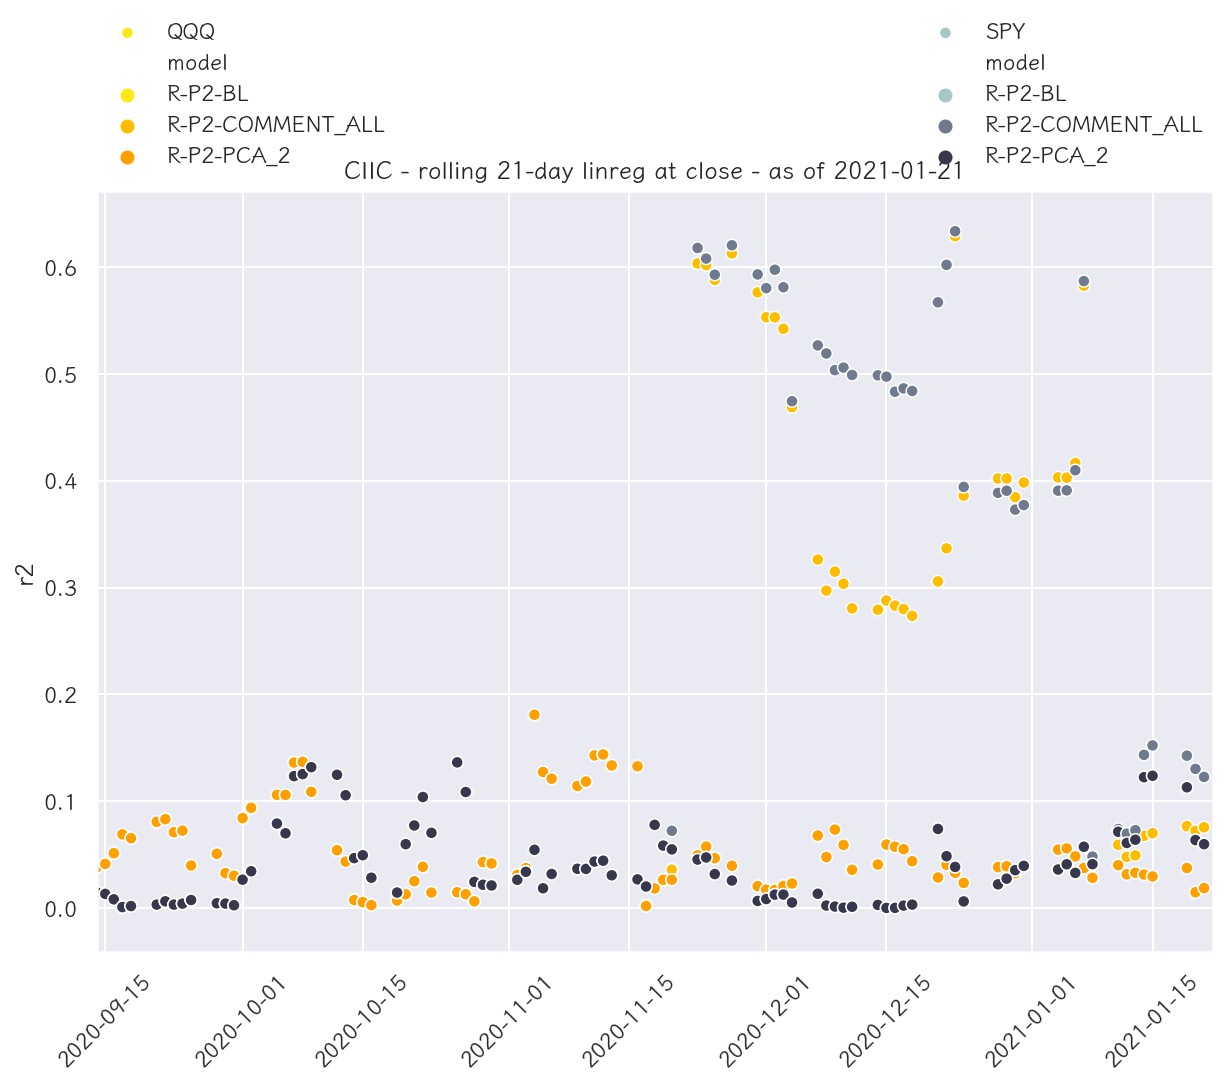 QQQ
model
R-P2-BL
R-P2-COMMENT_ALL
R-P2-PCA_2
SPY
model
R-P2-BL
R-P2-COMMENT_ALL
R-P2-PCA_2
CIIC - rolling 21-day linreg at close - as of 2021-01-21
r2
0.6
0.5
0.4
0.3
0.2
0.1
0.0
2020-09-15
2020-10-01
2020-10-15
2020-11-01
2020-11-15
2020-12-01
2020-12-15
2021-01-01
2021-01-15